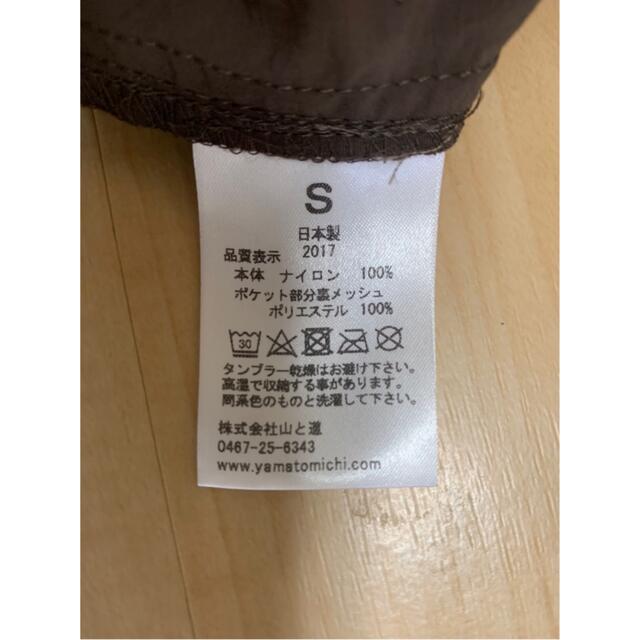 S
日本製
品質表示 2017
本体 ナイロン 100%
ポケット部分裏メッシュ
ポリエステル 100%
30
タンブラー乾燥はお避け下さい。
高温で収縮する事があります。
同系色のものと洗濯して下さい。
株式会社山と道
0467-25-6343
www.yamatomichi.com